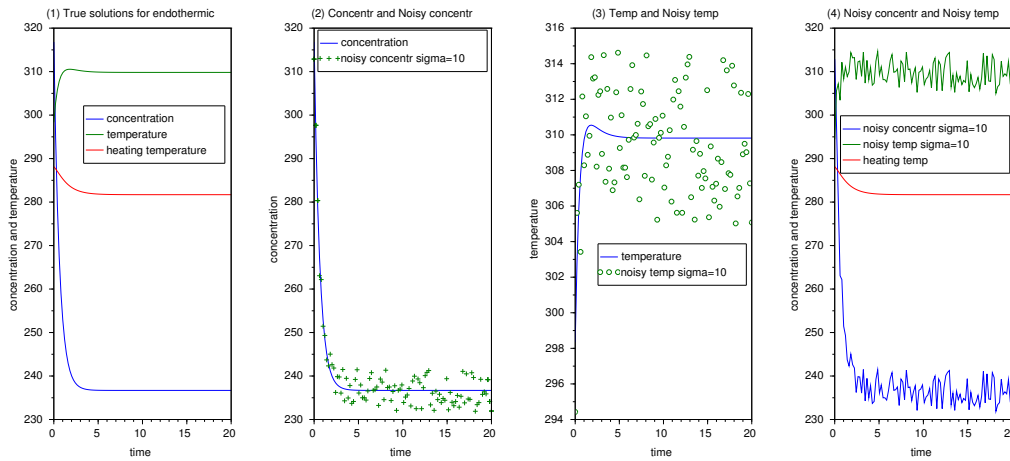 (1) True solutions for endothermic
320
310
300
290
280
270
260
250
240
230
0
5
10
15
20
concentration and temperature
time
concentration
temperature
heating temperature
(2) Concentr and Noisy concentr
320
310
300
290
280
270
260
250
240
230
0
5
10
15
20
concentration
time
concentration
noisy concentr sigma=10
(3) Temp and Noisy temp
316
314
312
310
308
306
304
302
300
298
296
294
0
5
10
15
20
temperature
time
temperature
noisy temp sigma=10
(4) Noisy concentr and Noisy temp
320
310
300
290
280
270
260
250
240
230
0
5
10
15
20
concentration and temperature
time
noisy concentr sigma=10
noisy temp sigma=10
heating temp